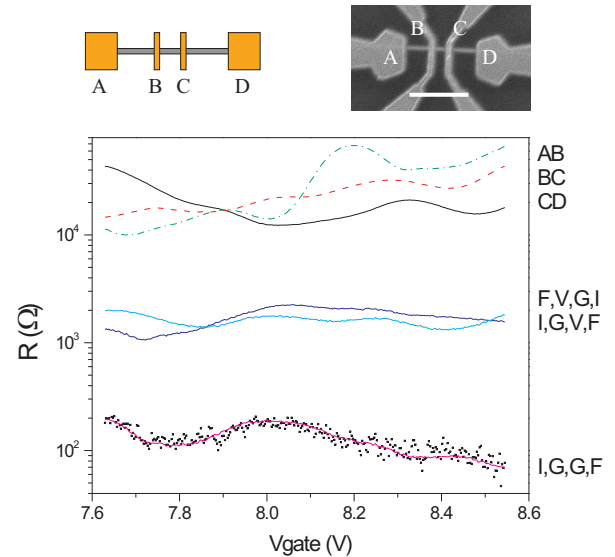 A B C D
B C
A D
AB
BC
CD
F,V,G,I
I,G,V,F
I,G,G,F
R (Ω)
10^4
10^3
10^2
7.6 7.8 8.0 8.2 8.4 8.6
Vgate (V)